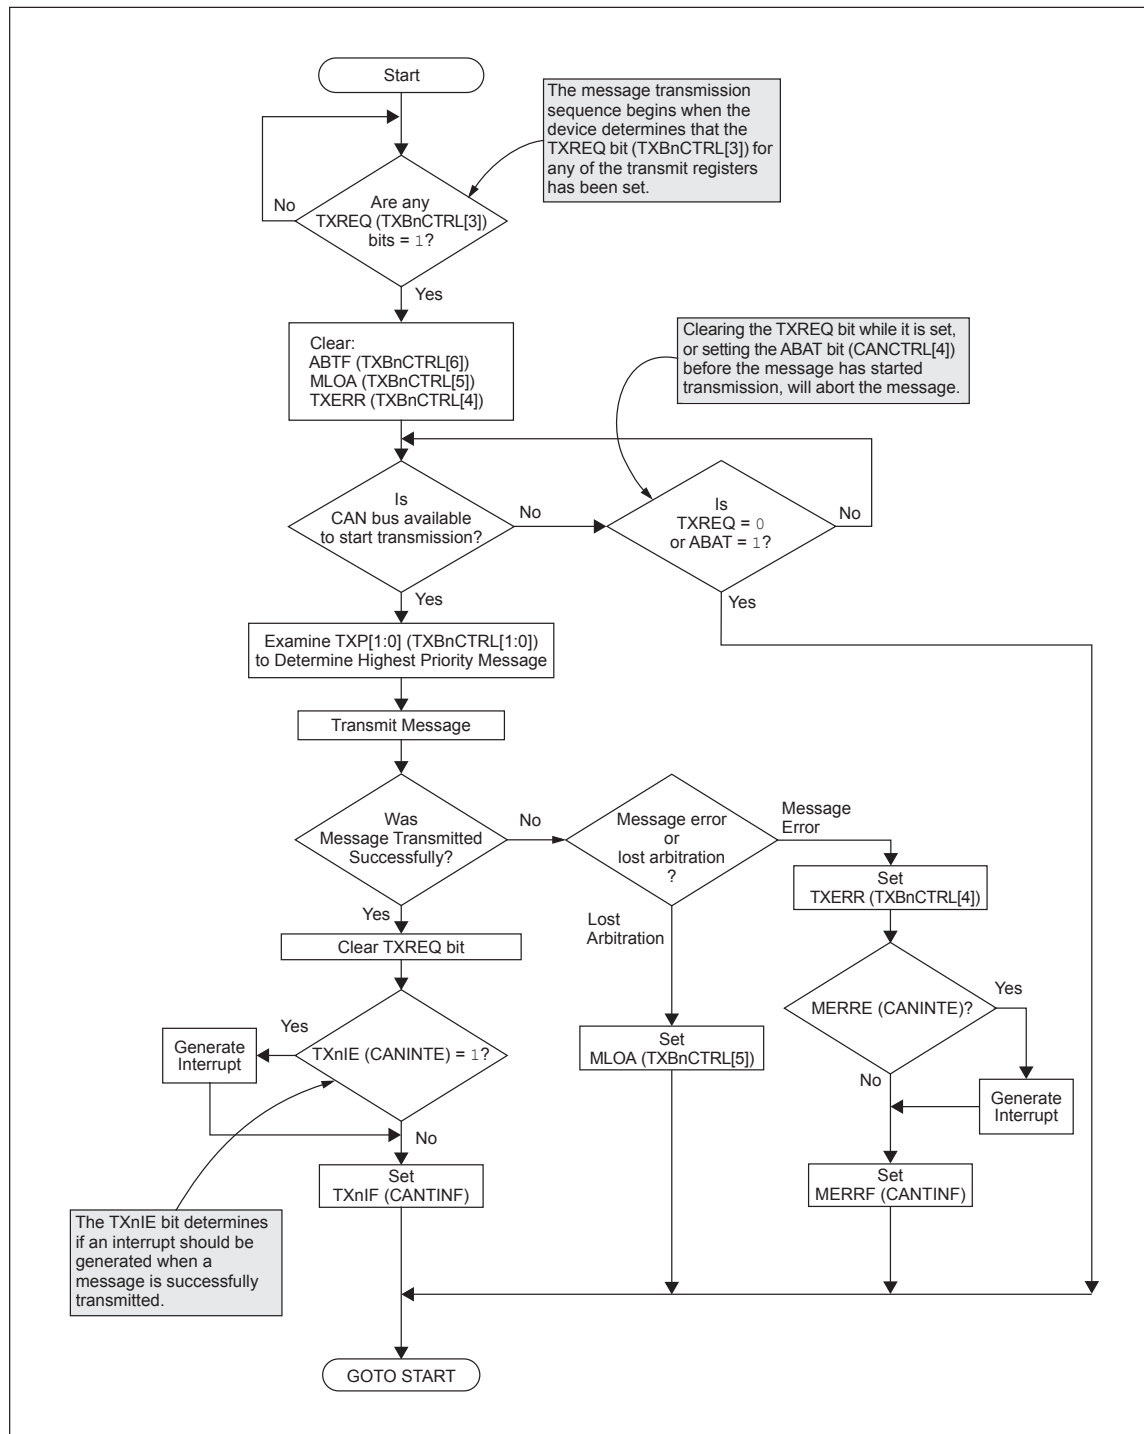 Start
The message transmission
sequence begins when the
device determines that the
TXREQ bit (TXBnCTRL[3]) for
any of the transmit registers
has been set.
No
Are any
TXREQ (TXBnCTRL[3])
bits = 1?
Yes
Clear:
ABTF (TXBnCTRL[6])
MLOA (TXBnCTRL[5])
TXERR (TXBnCTRL[4])
Clearing the TXREQ bit while it is set,
or setting the ABAT bit (CANCTRL[4])
before the message has started
transmission, will abort the message.
Is
CAN bus available
to start transmission?
No
Is
TXREQ = 0
or ABAT = 1?
No
Yes
Yes
Examine TXP[1:0] (TXBnCTRL[1:0])
to Determine Highest Priority Message
Transmit Message
Was
Message Transmitted
Successfully?
No
Message error
or
lost arbitration
?
Message
Error
Set
TXERR (TXBnCTRL[4])
Yes
Lost
Arbitration
Clear TXREQ bit
MERRE (CANINTE)?
Yes
Yes
Generate
Interrupt
TXnIE (CANINTE) = 1?
Set
MLOA (TXBnCTRL[5])
No
Generate
Interrupt
No
Set
TXnIF (CANTINF)
Set
MERRF (CANTINF)
The TXnIE bit determines
if an interrupt should be
generated when a
message is successfully
transmitted.
GOTO START